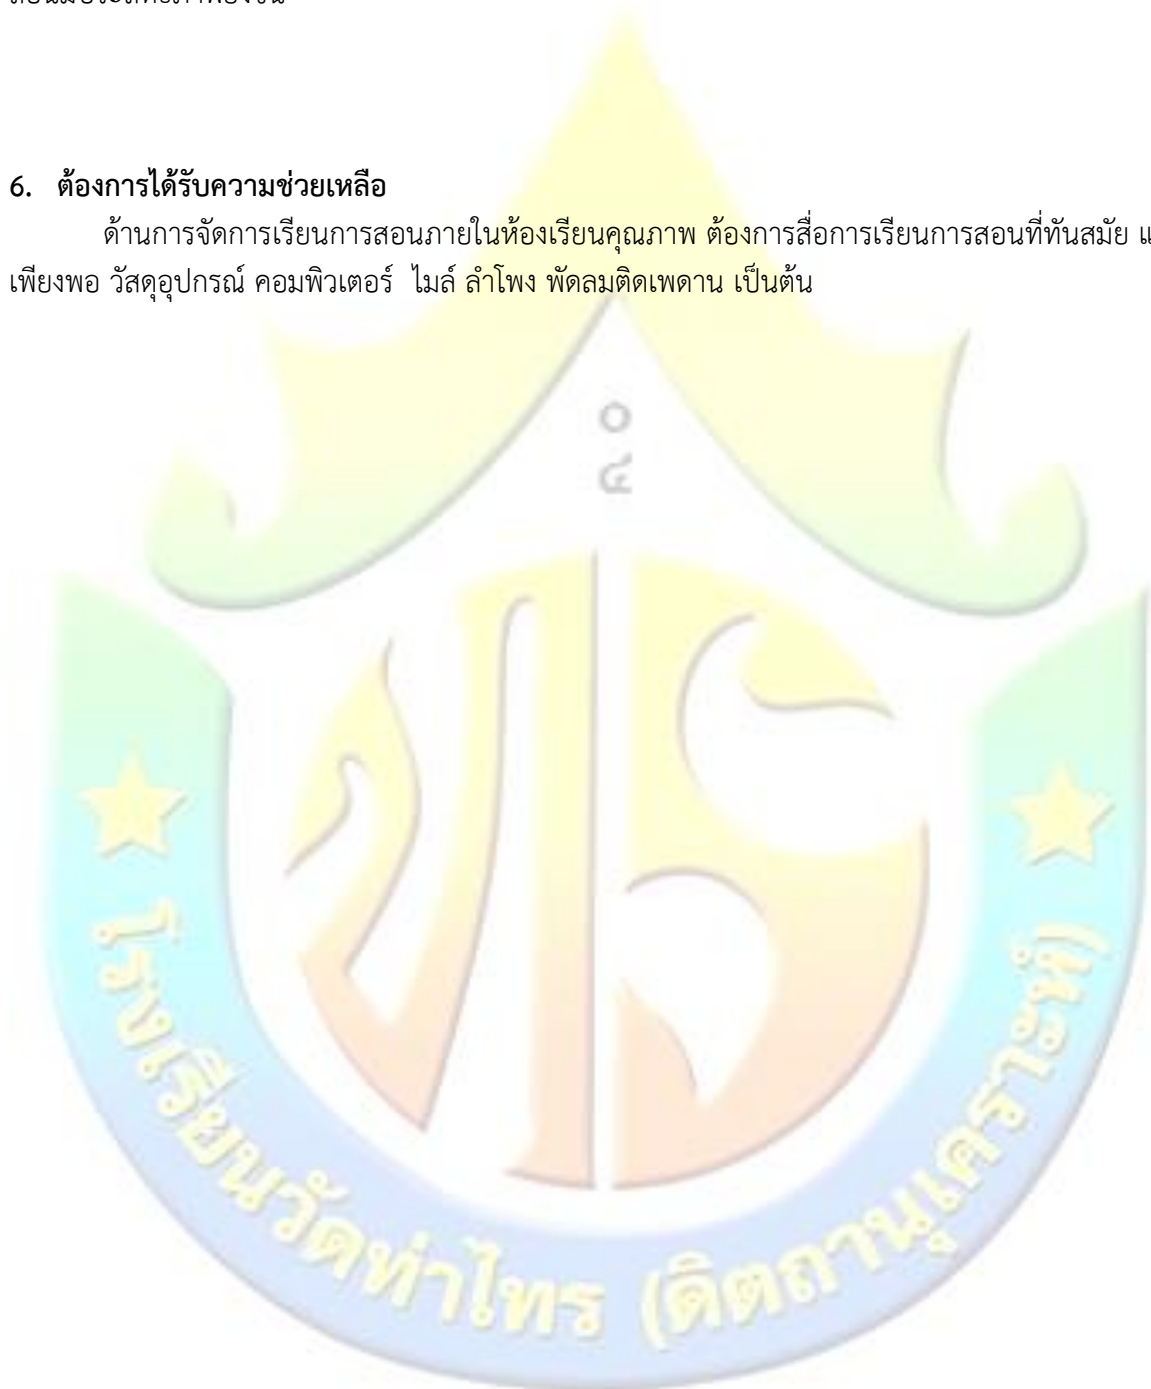 6. ต้องการได้รับความช่วยเหลือ
ด้านการจัดการเรียนการสอนภายในห้องเรียนคุณภาพ ต้องการสื่อการเรียนการสอนที่ทันสมัย
เพียงพอ วัสดุอุปกรณ์ คอมพิวเตอร์ ไมล์ ลำโพง พัดลมติดเพดาน เป็นต้น
๐
๔
ทร
โรงเรียนวัดท่าไทร (ดิตถานุเคราะห์)